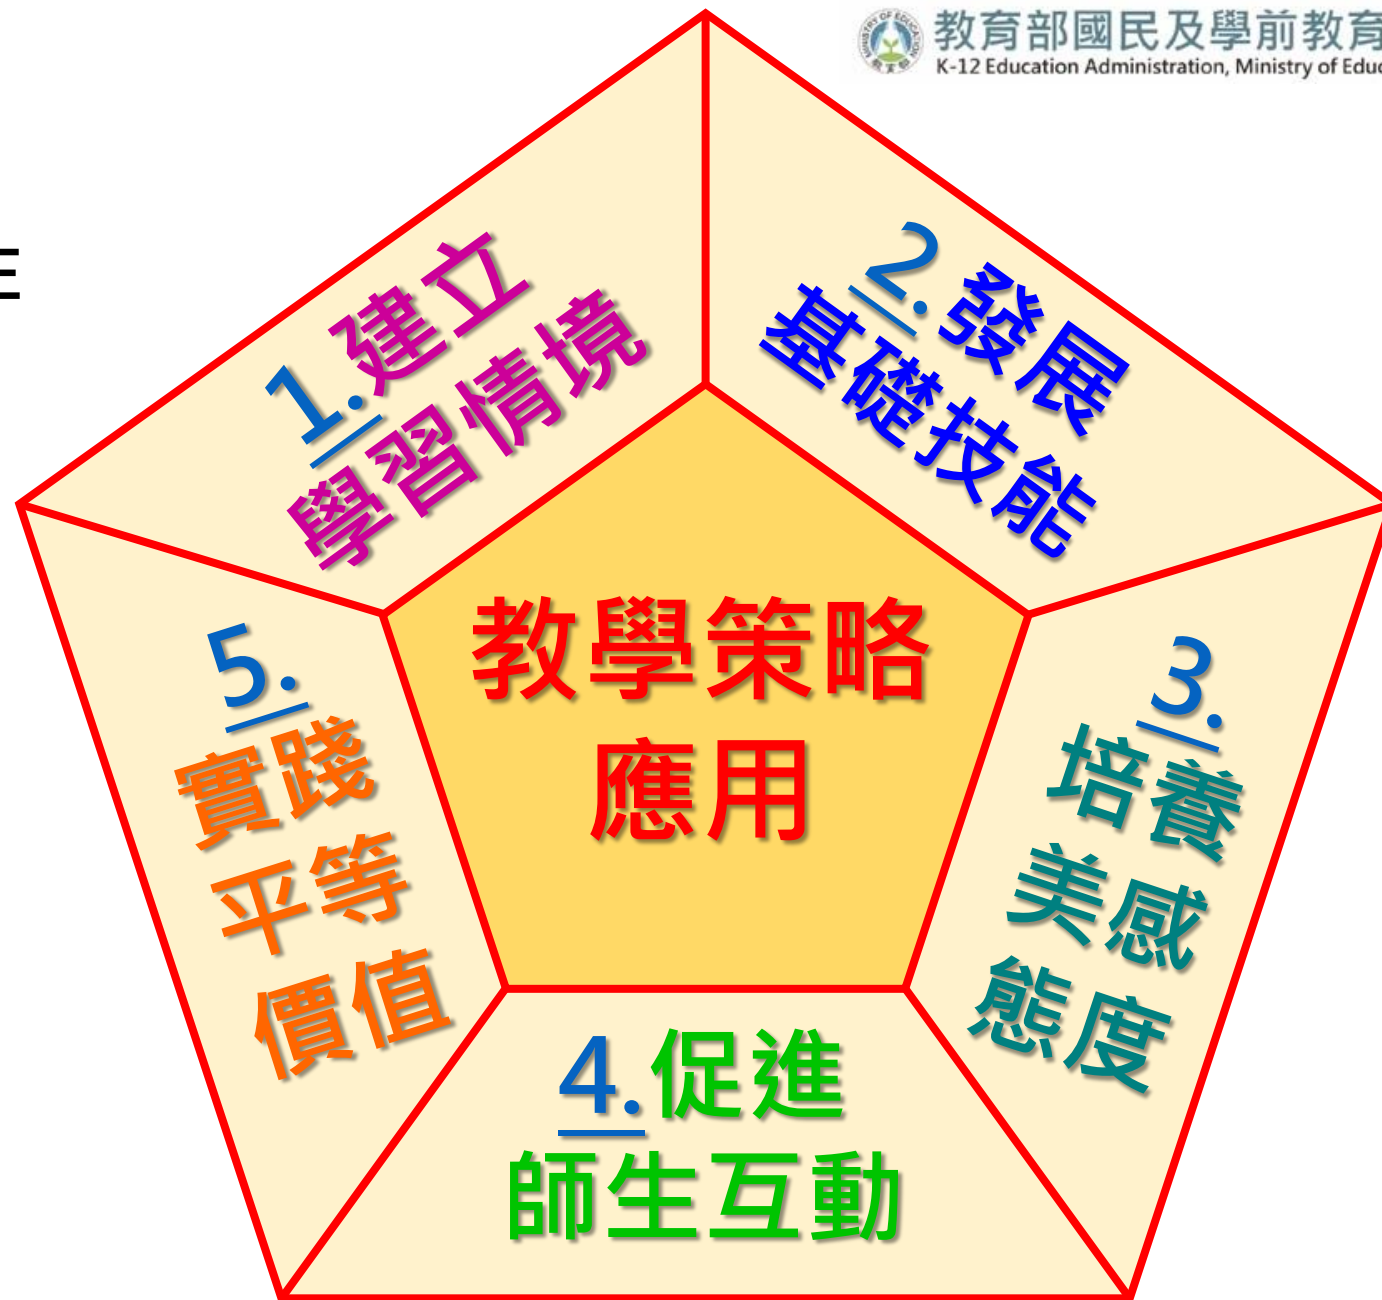 教育部國民及學前教育
K-12 Education Administration, Ministry of Educ
1.建立
學習情境
2.發展
基礎技能
3.
培養
美感
態度
4.促進
師生互動
5.
實踐
平等
價值
教學策略
應用